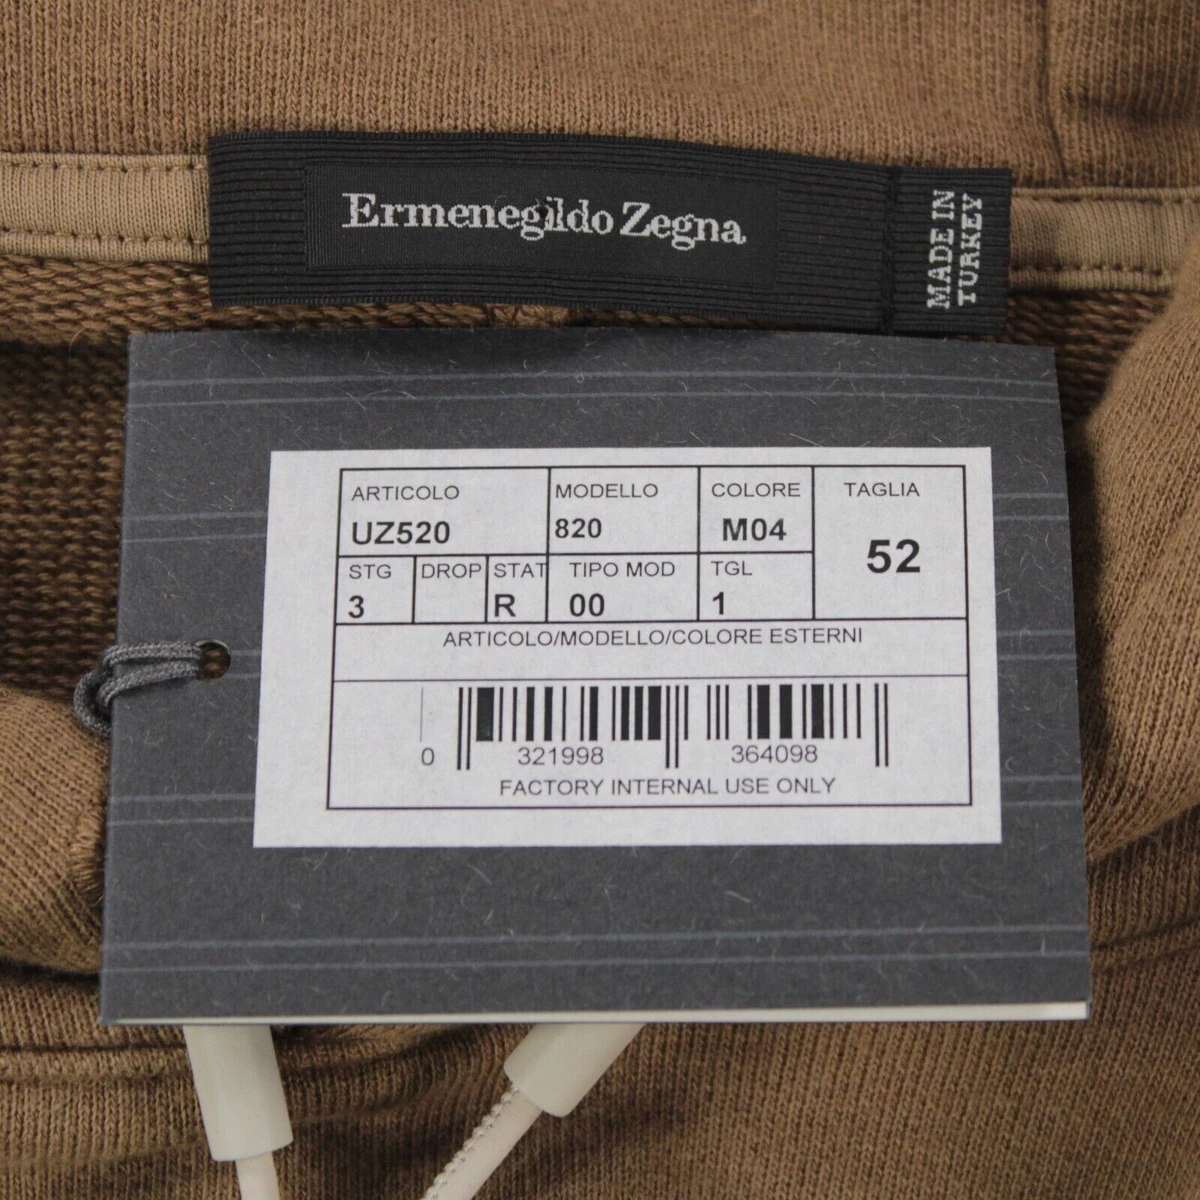 Ermenegildo Zegna
MADE IN
TURKEY
ARTICOLO MODELLO COLORE TAGLIA
UZ520 820 M04 52
STG DROP STAT TIPO MOD TGL
3 R 00 1
ARTICOLO/MODELLO/COLORE ESTERNI
0 321998 364098
FACTORY INTERNAL USE ONLY